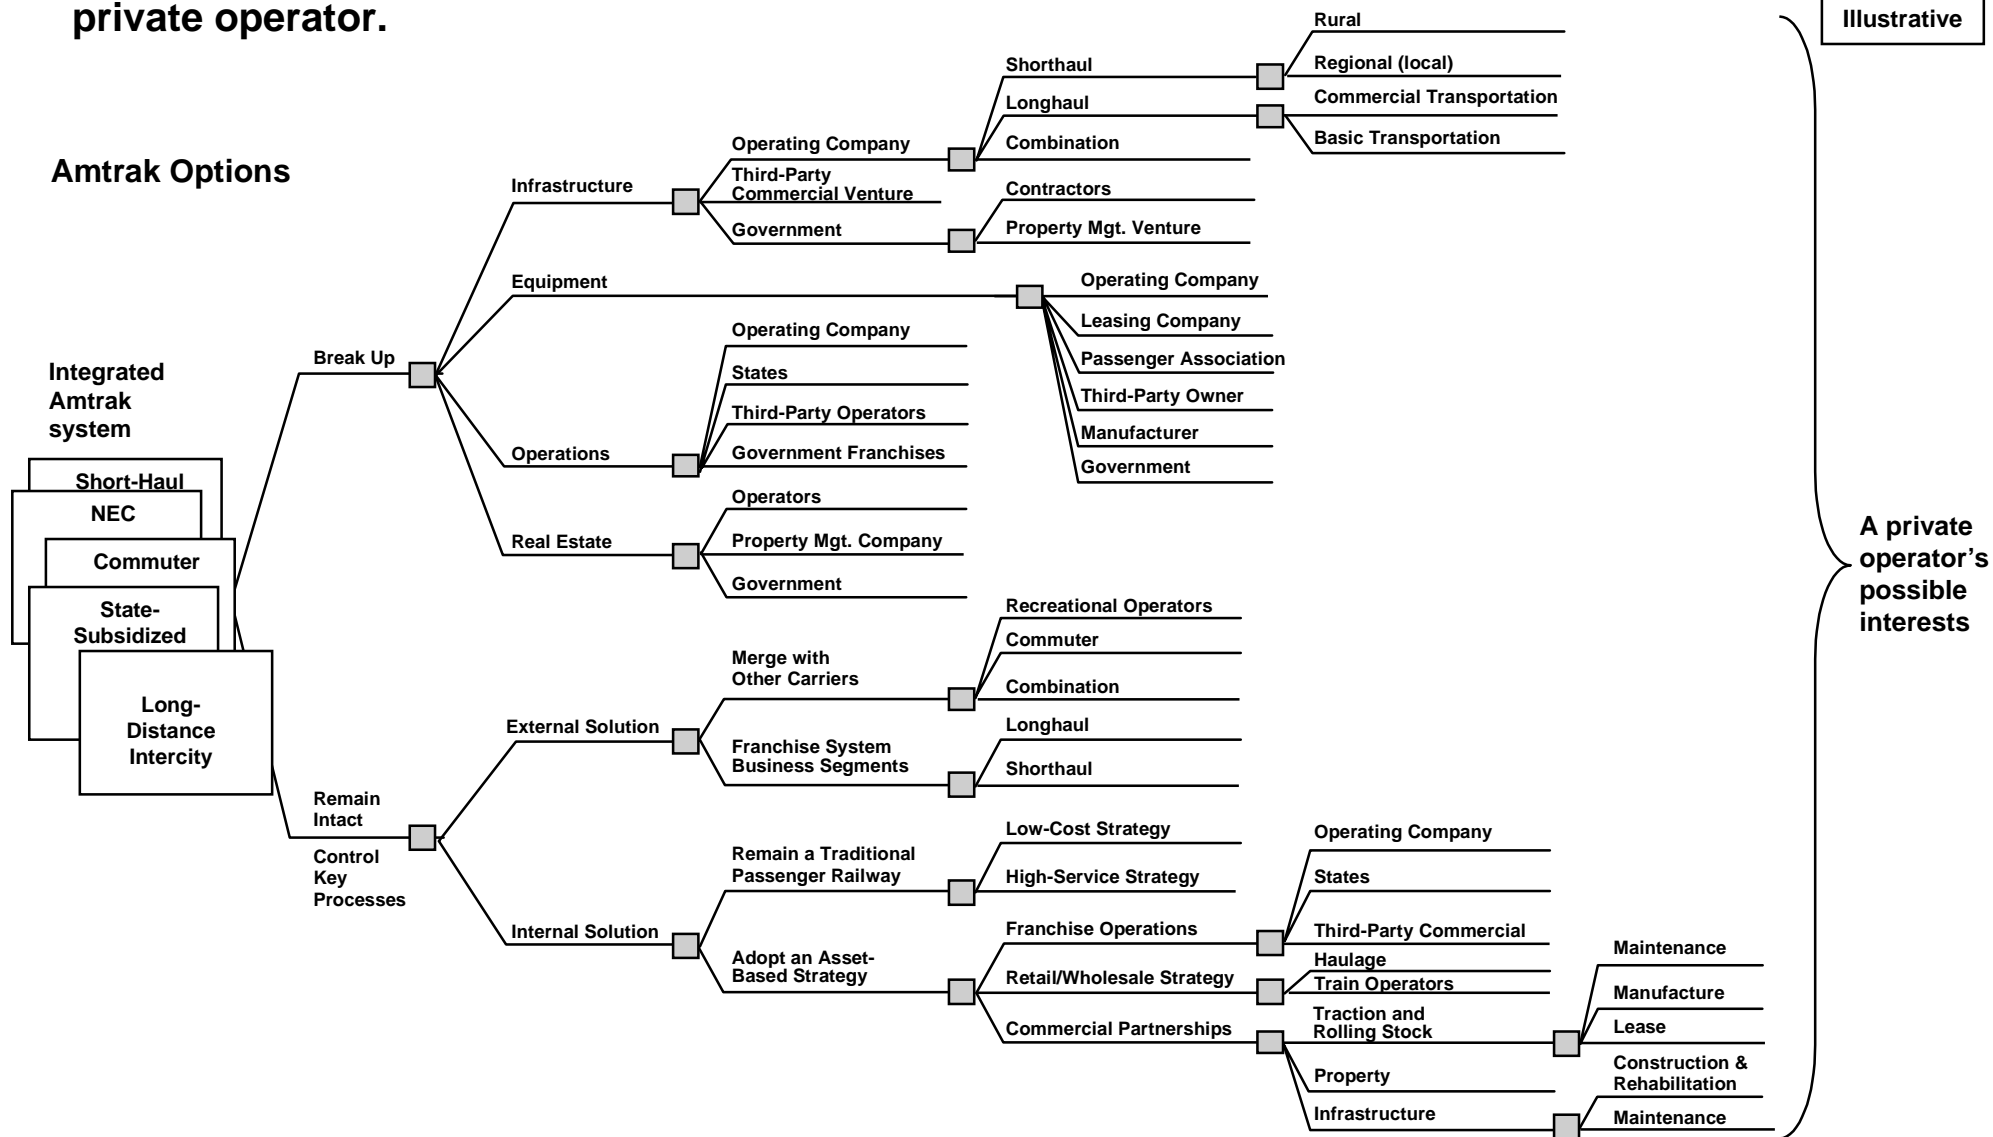 private operator.
Illustrative
Amtrak Options
Integrated
Amtrak
system
Short-Haul
NEC
Commuter
State-
Subsidized
Long-
Distance
Intercity
Break Up
Remain
Intact
Control
Key
Processes
Infrastructure
Equipment
Operations
Real Estate
External Solution
Internal Solution
Operating Company
Third-Party
Commercial Venture
Government
Operating Company
States
Third-Party Operators
Government Franchises
Operators
Property Mgt. Company
Government
Merge with
Other Carriers
Franchise System
Business Segments
Remain a Traditional
Passenger Railway
Adopt an Asset-
Based Strategy
Shorthaul
Longhaul
Combination
Contractors
Property Mgt. Venture
Operating Company
Leasing Company
Passenger Association
Third-Party Owner
Manufacturer
Government
Recreational Operators
Commuter
Combination
Longhaul
Shorthaul
Low-Cost Strategy
High-Service Strategy
Franchise Operations
Retail/Wholesale Strategy
Commercial Partnerships
Rural
Regional (local)
Commercial Transportation
Basic Transportation
Operating Company
States
Third-Party Commercial
Haulage
Train Operators
Traction and
Rolling Stock
Property
Infrastructure
Maintenance
Manufacture
Lease
Construction &
Rehabilitation
Maintenance
A private
operator’s
possible
interests